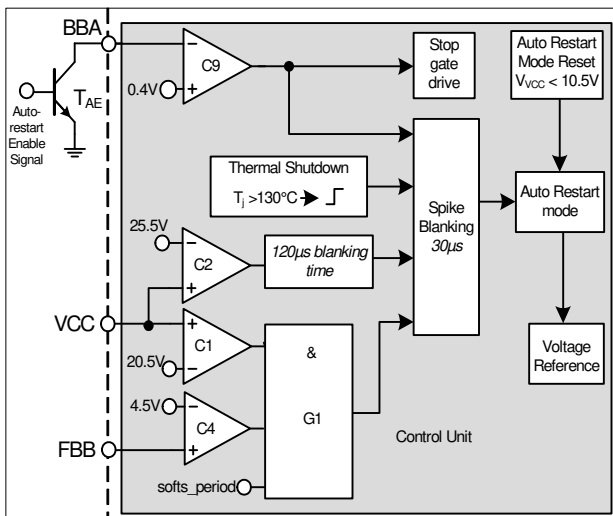 BBA
C9
0.4V
T_AE
Auto-
restart
Enable
Signal
Stop
gate
drive
Auto Restart
Mode Reset
V_VCC < 10.5V
Thermal Shutdown
T_j >130°C
Spike
Blanking
30µs
Auto Restart
mode
25.5V
C2
120µs blanking
time
VCC
C1
20.5V
&
G1
Voltage
Reference
4.5V
C4
FBB
Control Unit
softs_period
- + - + + - - +